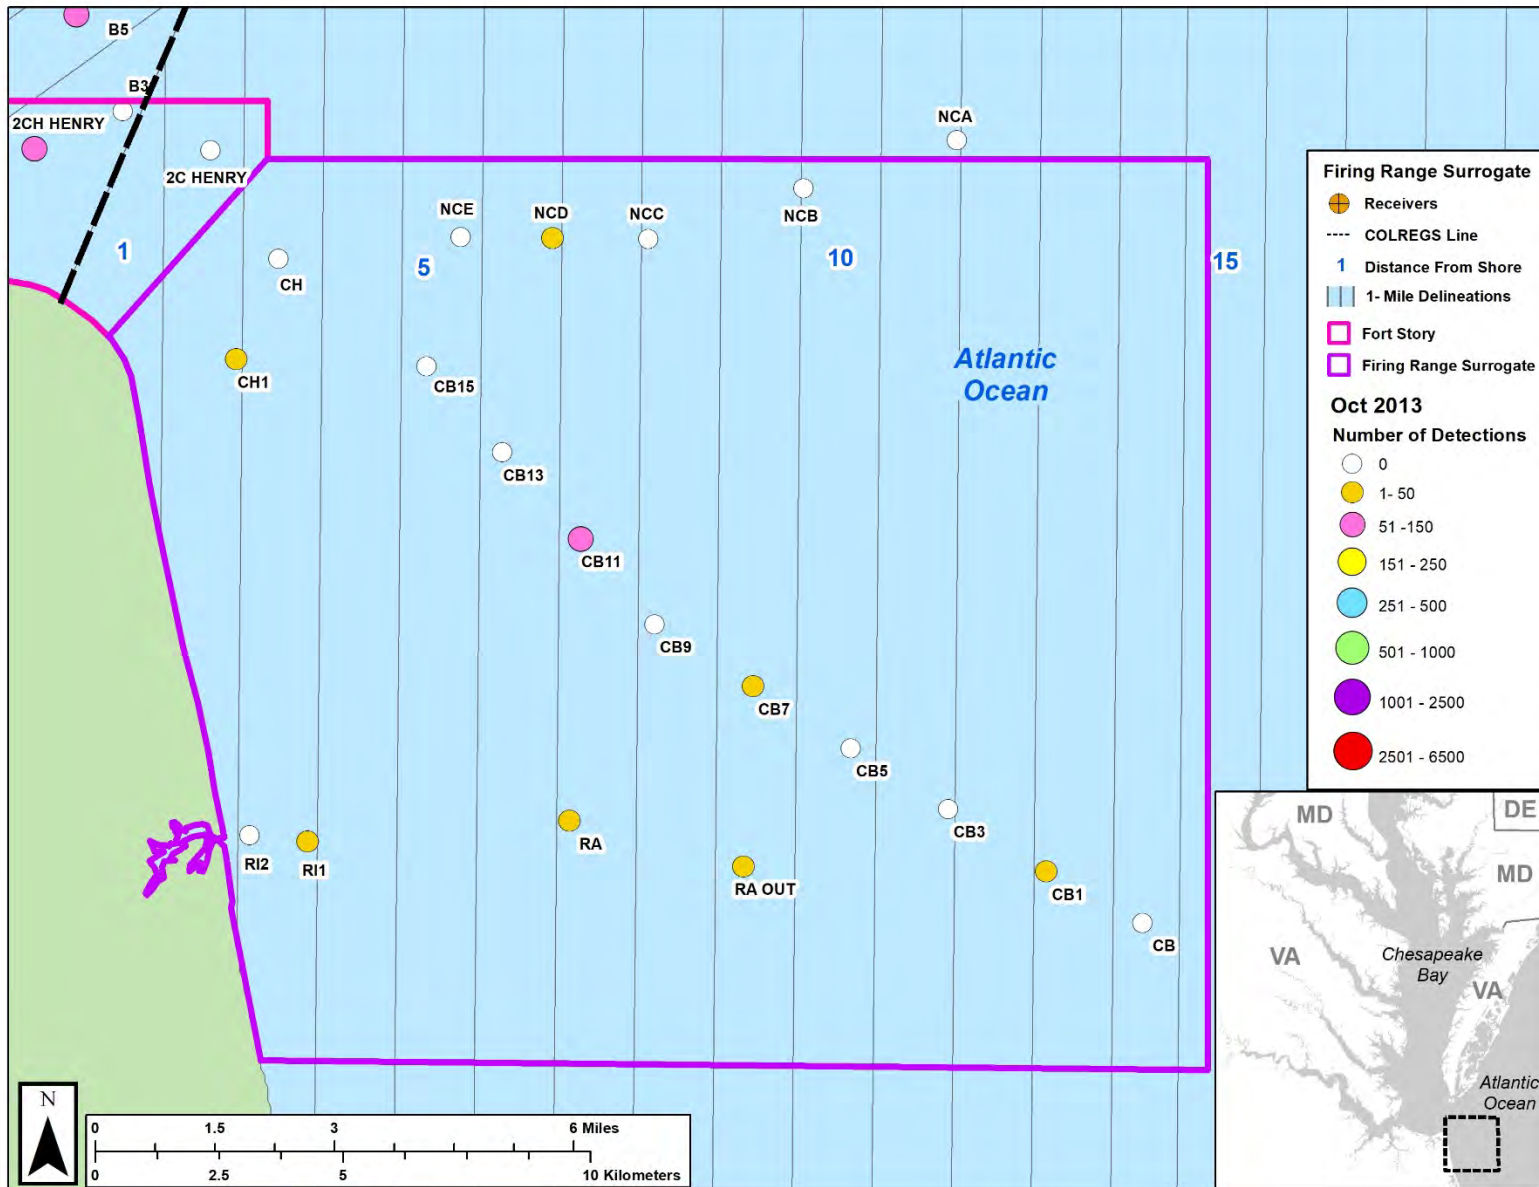 B5
B3
2CH HENRY
2C HENRY
NCA
NCE
NCD
NCC
NCB
1
5
10
15
CH
CH1
CB15
CB13
CB11
CB9
CB7
CB5
CB3
CB1
CB
RI2
RI1
RA
RA OUT
Atlantic
Ocean
Firing Range Surrogate
Receivers
COLREGS Line
1 Distance From Shore
1- Mile Delineations
Fort Story
Firing Range Surrogate
Oct 2013
Number of Detections
0
1- 50
51 -150
151 - 250
251 - 500
501 - 1000
1001 - 2500
2501 - 6500
MD
DE
MD
VA
Chesapeake
Bay
VA
Atlantic
Ocean
N
0 1.5 3 6 Miles
0 2.5 5 10 Kilometers